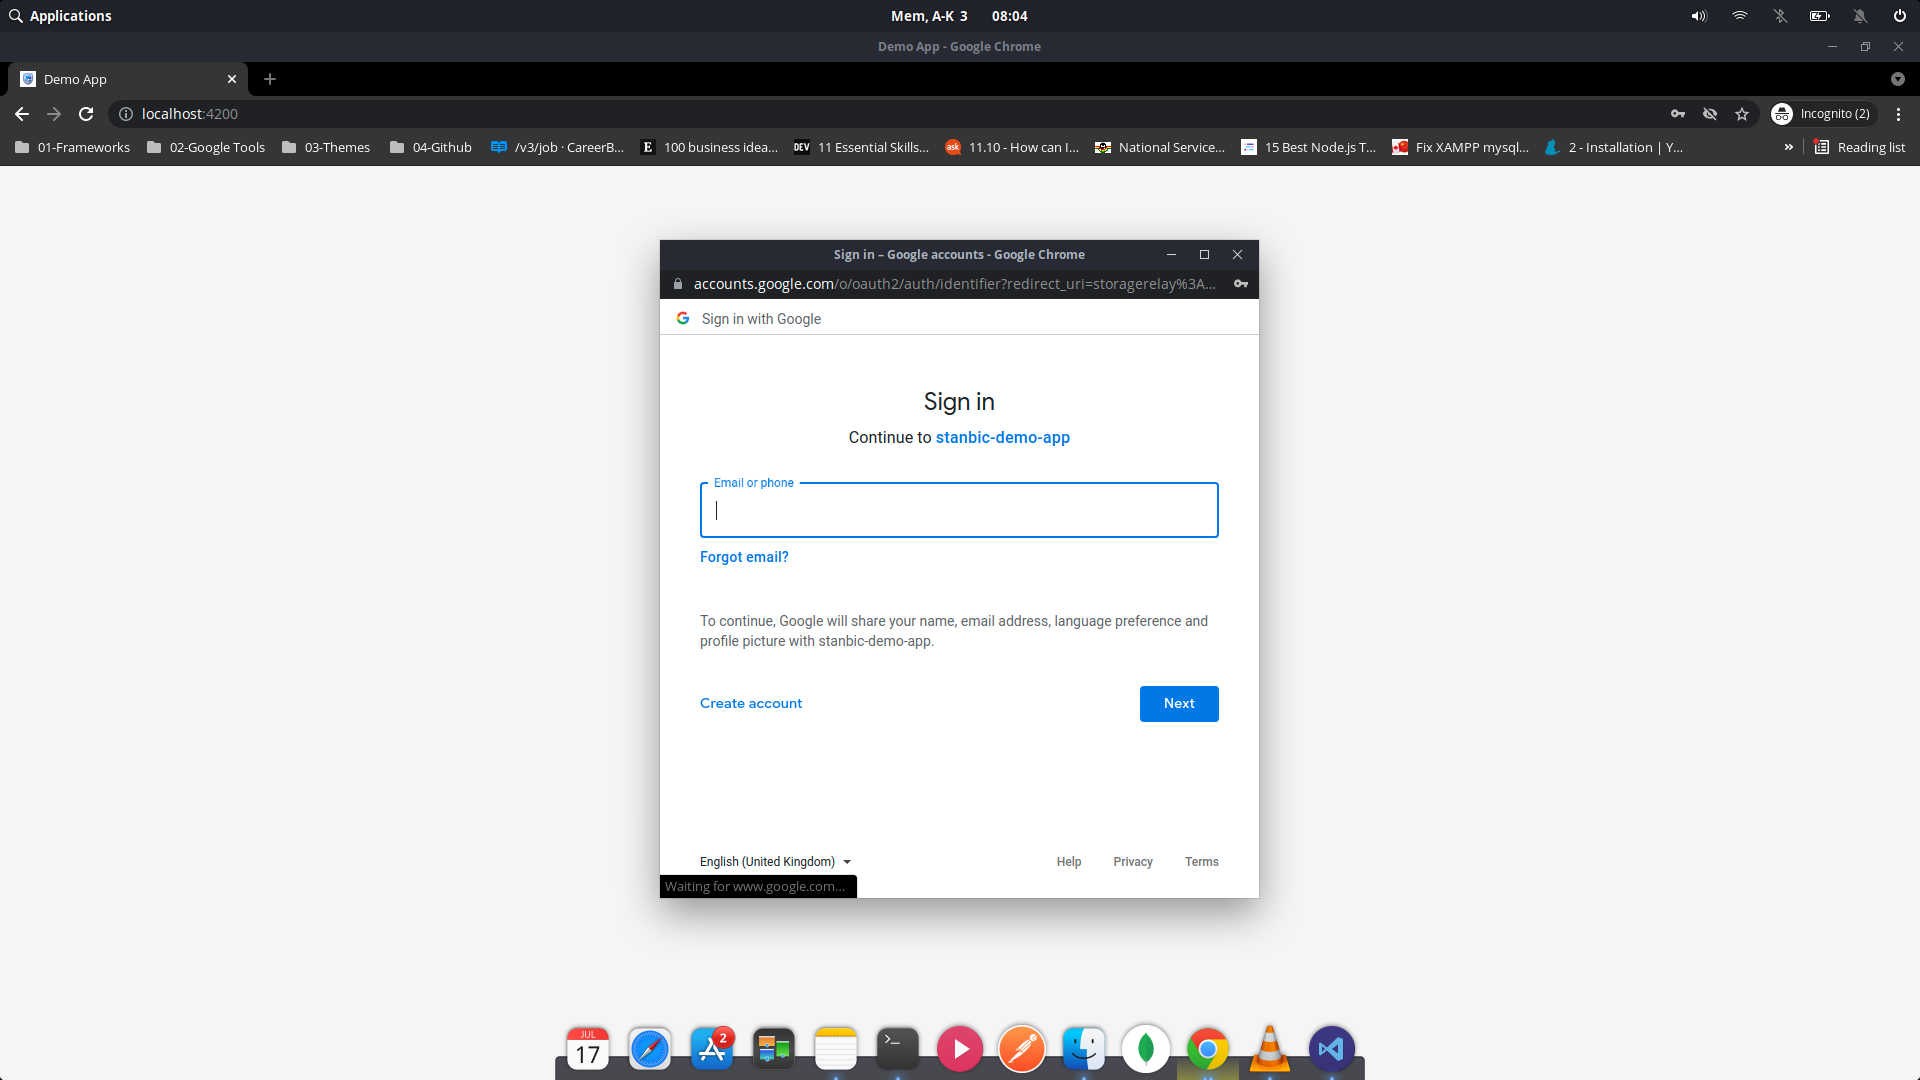 Applications
Mem, A-K 3 08:04
Demo App - Google Chrome
Demo App
localhost:4200
Incognito (2)
01-Frameworks
02-Google Tools
03-Themes
04-Github
/v3/job · CareerB...
E
100 business idea...
DEV
11 Essential Skills...
ask
11.10 - How can I...
National Service...
15 Best Node.js T...
Fix XAMPP mysql...
2 - Installation | Y...
»
Reading list
Sign in – Google accounts - Google Chrome
accounts.google.com/o/oauth2/auth/identifier?redirect_uri=storagerelay%3A...
Sign in with Google
Sign in
Continue to stanbic-demo-app
Email or phone
Forgot email?
To continue, Google will share your name, email address, language preference and
profile picture with stanbic-demo-app.
Create account
Next
English (United Kingdom)
Help
Privacy
Terms
Waiting for www.google.com...
JUL
17
2
>_